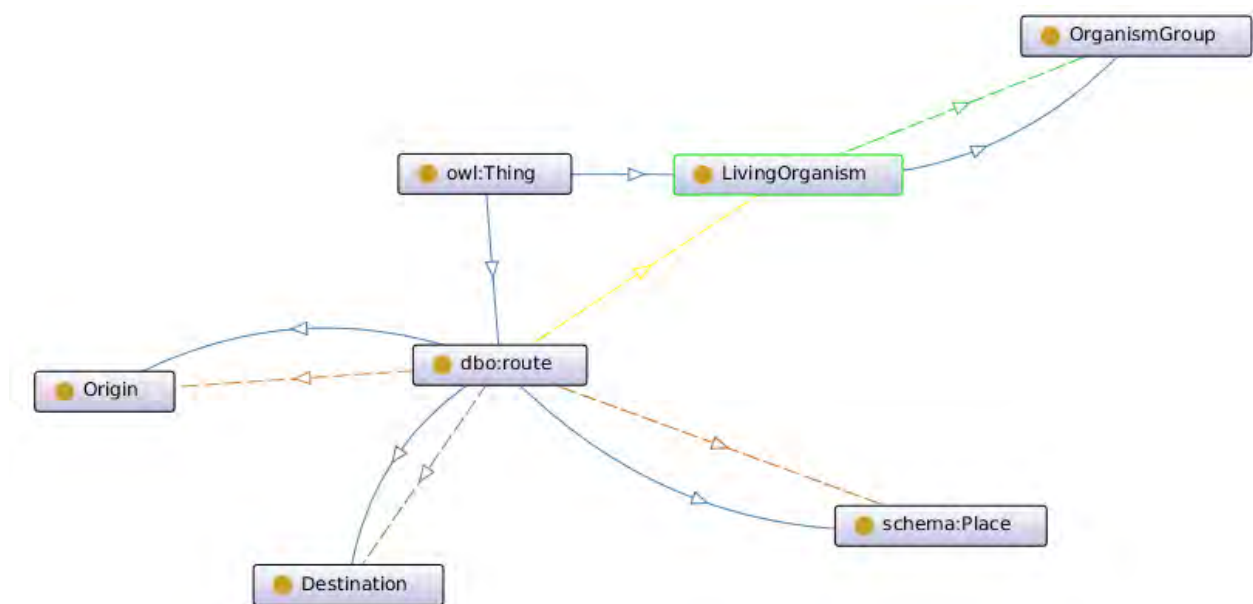 OrganismGroup
owl:Thing
LivingOrganism
dbo:route
Origin
schema:Place
Destination